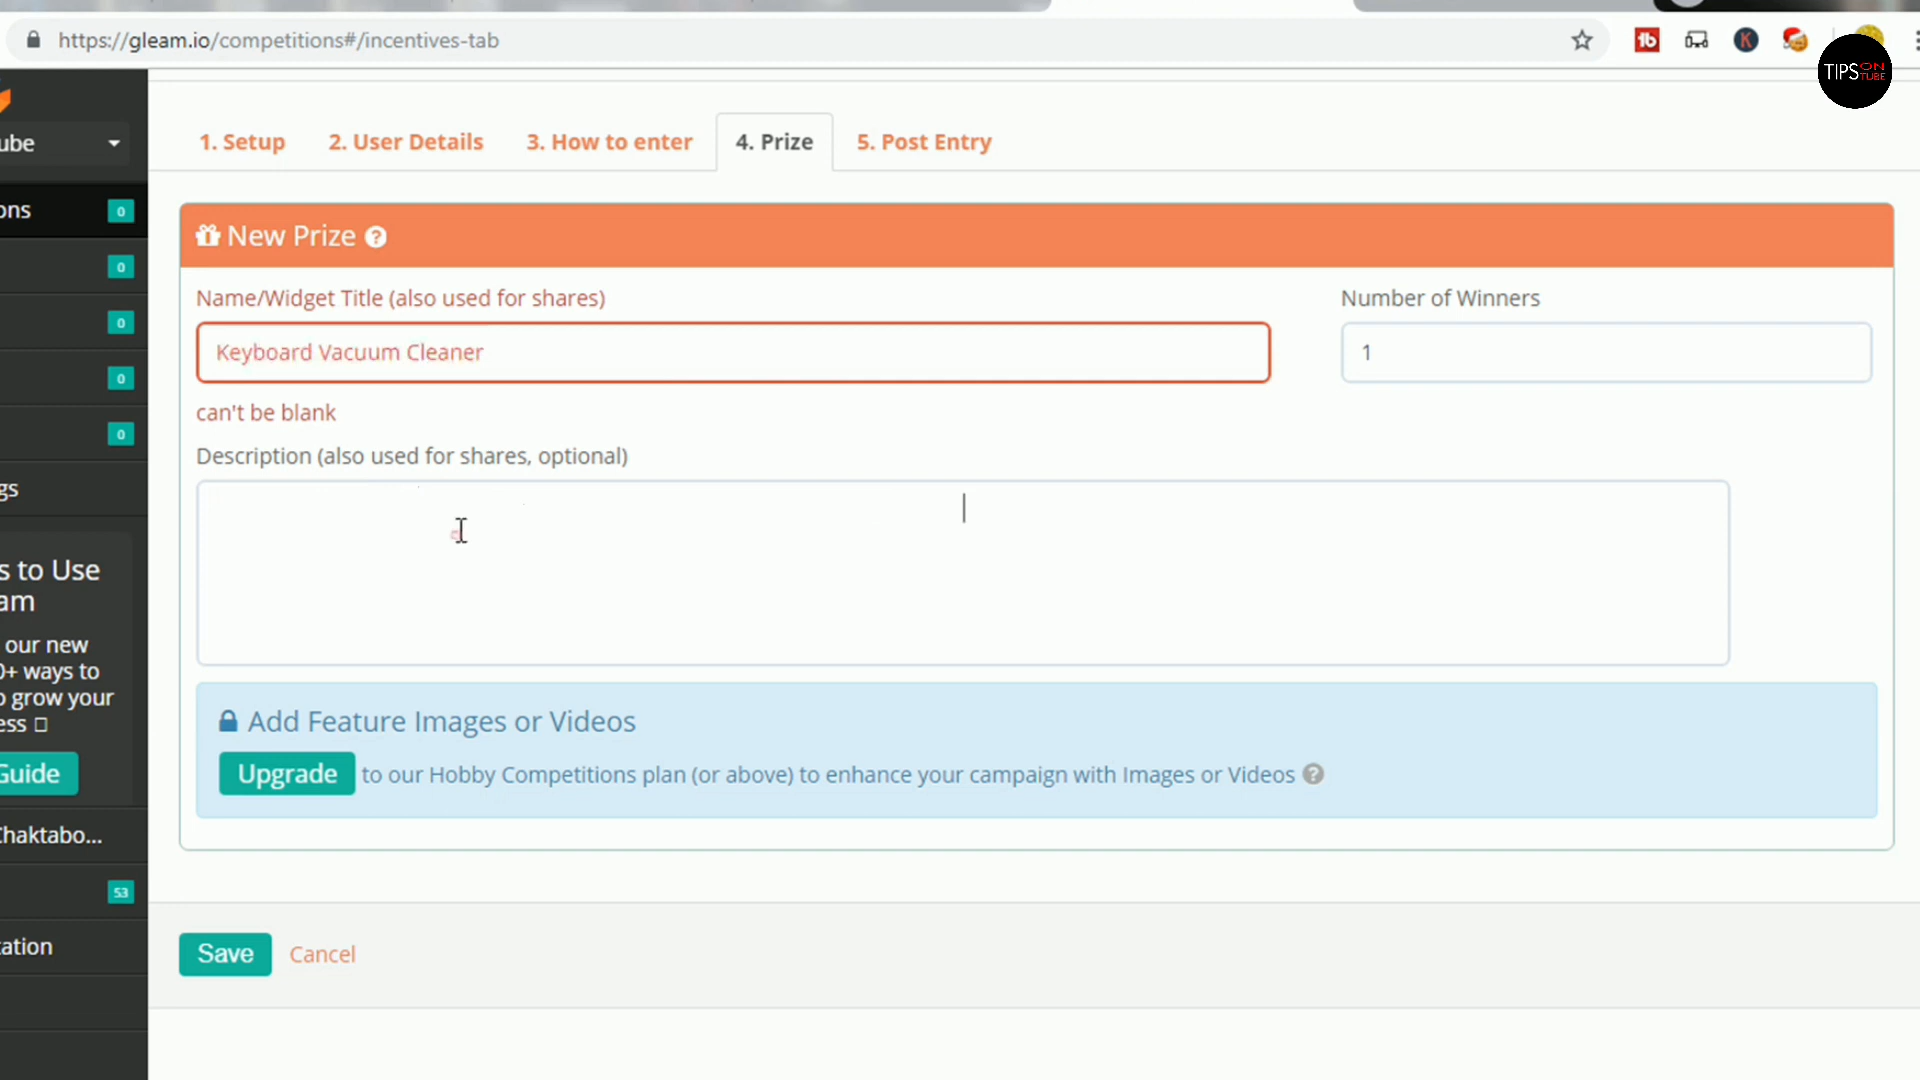 https://gleam.io/competitions#/incentives-tab
TIPS ON TUBE
ube
1. Setup
2. User Details
3. How to enter
4. Prize
5. Post Entry
ons 0
New Prize ?
0
Name/Widget Title (also used for shares)
Number of Winners
0
Keyboard Vacuum Cleaner
1
0
can't be blank
0
Description (also used for shares, optional)
gs
s to Use
am
our new
0+ ways to
o grow your
ess
Guide
Add Feature Images or Videos
Upgrade to our Hobby Competitions plan (or above) to enhance your campaign with Images or Videos ?
Chaktabo...
53
tation
Save
Cancel